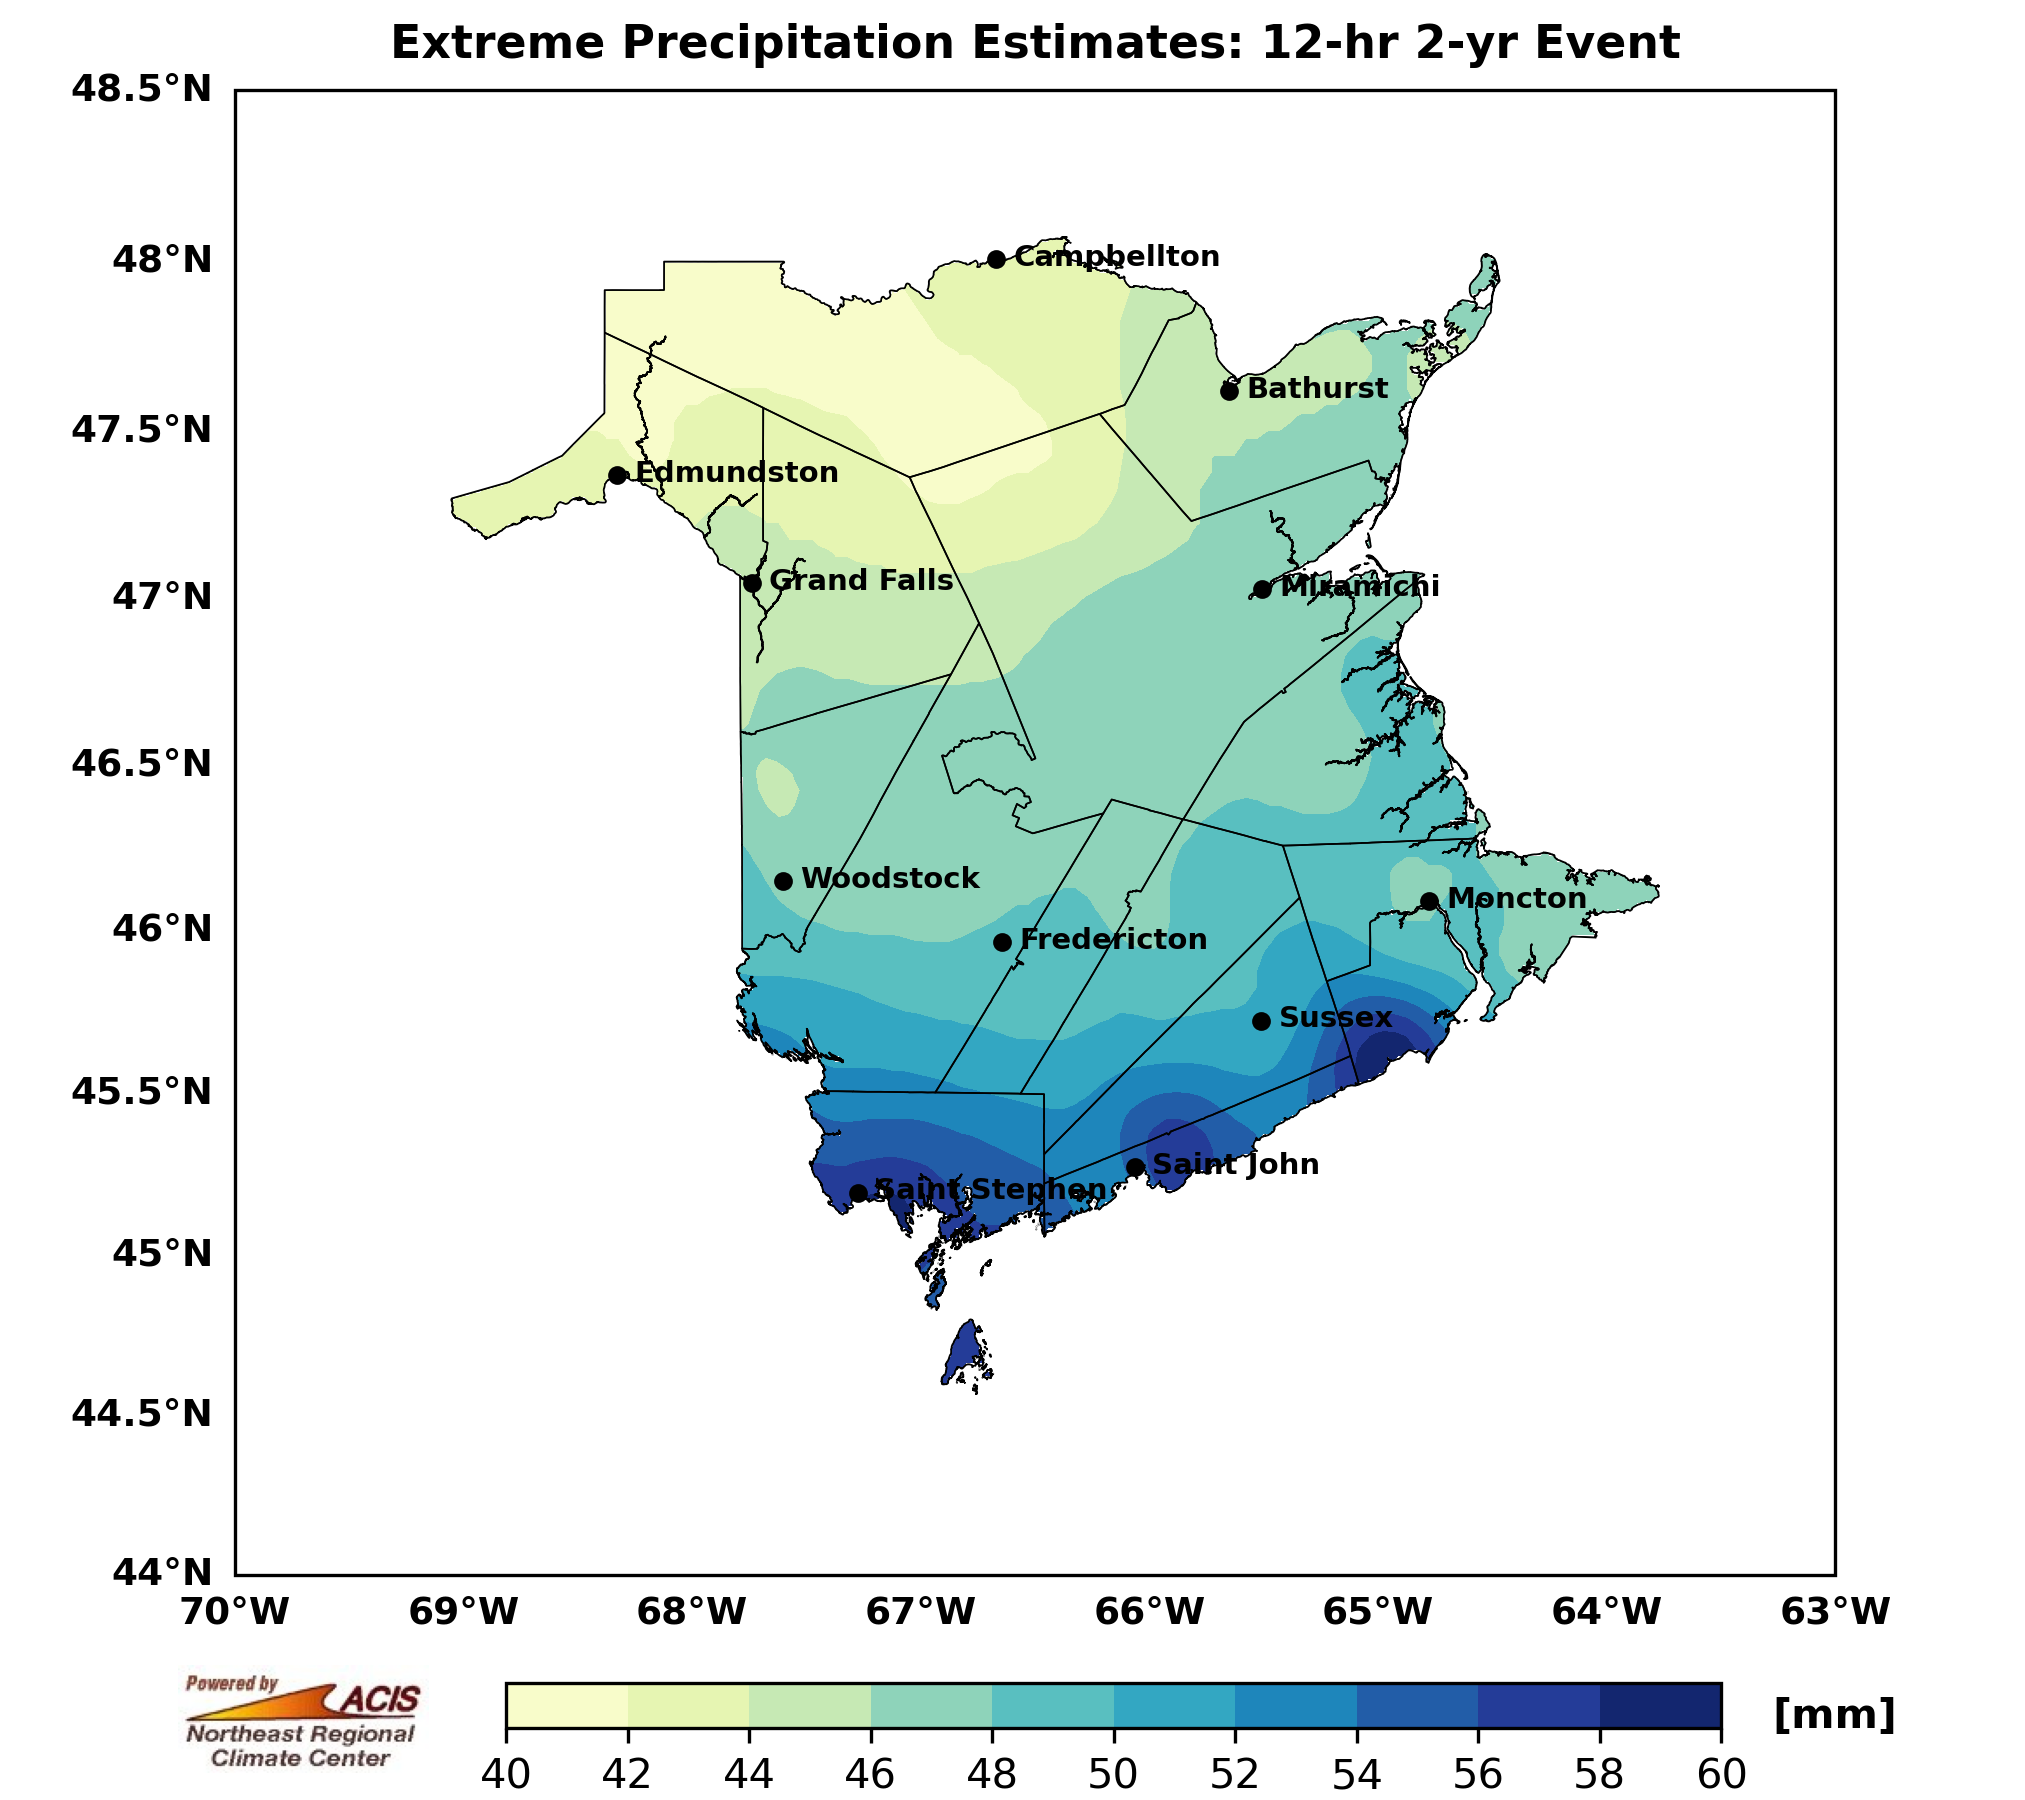 Extreme Precipitation Estimates: 12-hr 2-yr Event
48.5°N
48°N
47.5°N
47°N
46.5°N
46°N
45.5°N
45°N
44.5°N
44°N
Campbellton
Bathurst
Edmundston
Grand Falls
Miramichi
Woodstock
Moncton
Fredericton
Sussex
Saint John
Saint Stephen
70°W 69°W 68°W 67°W 66°W 65°W 64°W 63°W
Powered by
ACIS
Northeast Regional
Climate Center
[mm]
40 42 44 46 48 50 52 54 56 58 60